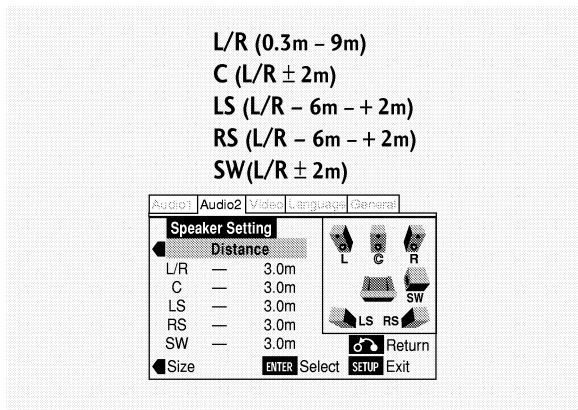 L/R (0.3m – 9m)
C (L/R ± 2m)
LS (L/R – 6m – + 2m)
RS (L/R – 6m – + 2m)
SW(L/R ± 2m)
Audio1 Audio2 Video Language General
Speaker Setting
Distance
L/R — 3.0m
C — 3.0m
LS — 3.0m
RS — 3.0m
SW — 3.0m
L C R
SW
LS RS
Return
Size ENTER Select SETUP Exit